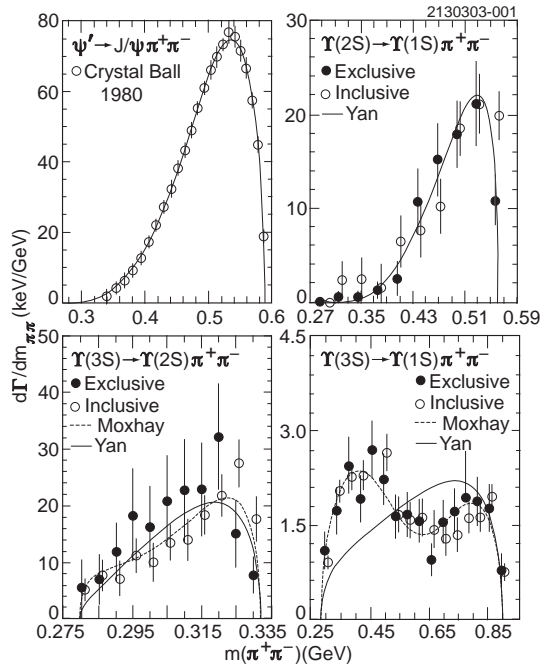 2130303-001
ψ′→J/ψπ⁺π⁻
Crystal Ball
1980
80
60
40
20
0
0.3
0.4
0.5
0.6
ϒ(2S)→ϒ(1S)π⁺π⁻
Exclusive
Inclusive
Yan
30
20
10
0
0.27
0.35
0.43
0.51
0.59
dΓ/dmππ (keV/GeV)
ϒ(3S)→ϒ(2S)π⁺π⁻
Exclusive
Inclusive
Moxhay
Yan
50
40
30
20
10
0
0.275
0.295
0.315
0.335
ϒ(3S)→ϒ(1S)π⁺π⁻
Exclusive
Inclusive
Moxhay
Yan
4.5
3.0
1.5
0
0.25
0.45
0.65
0.85
m(π⁺π⁻)(GeV)